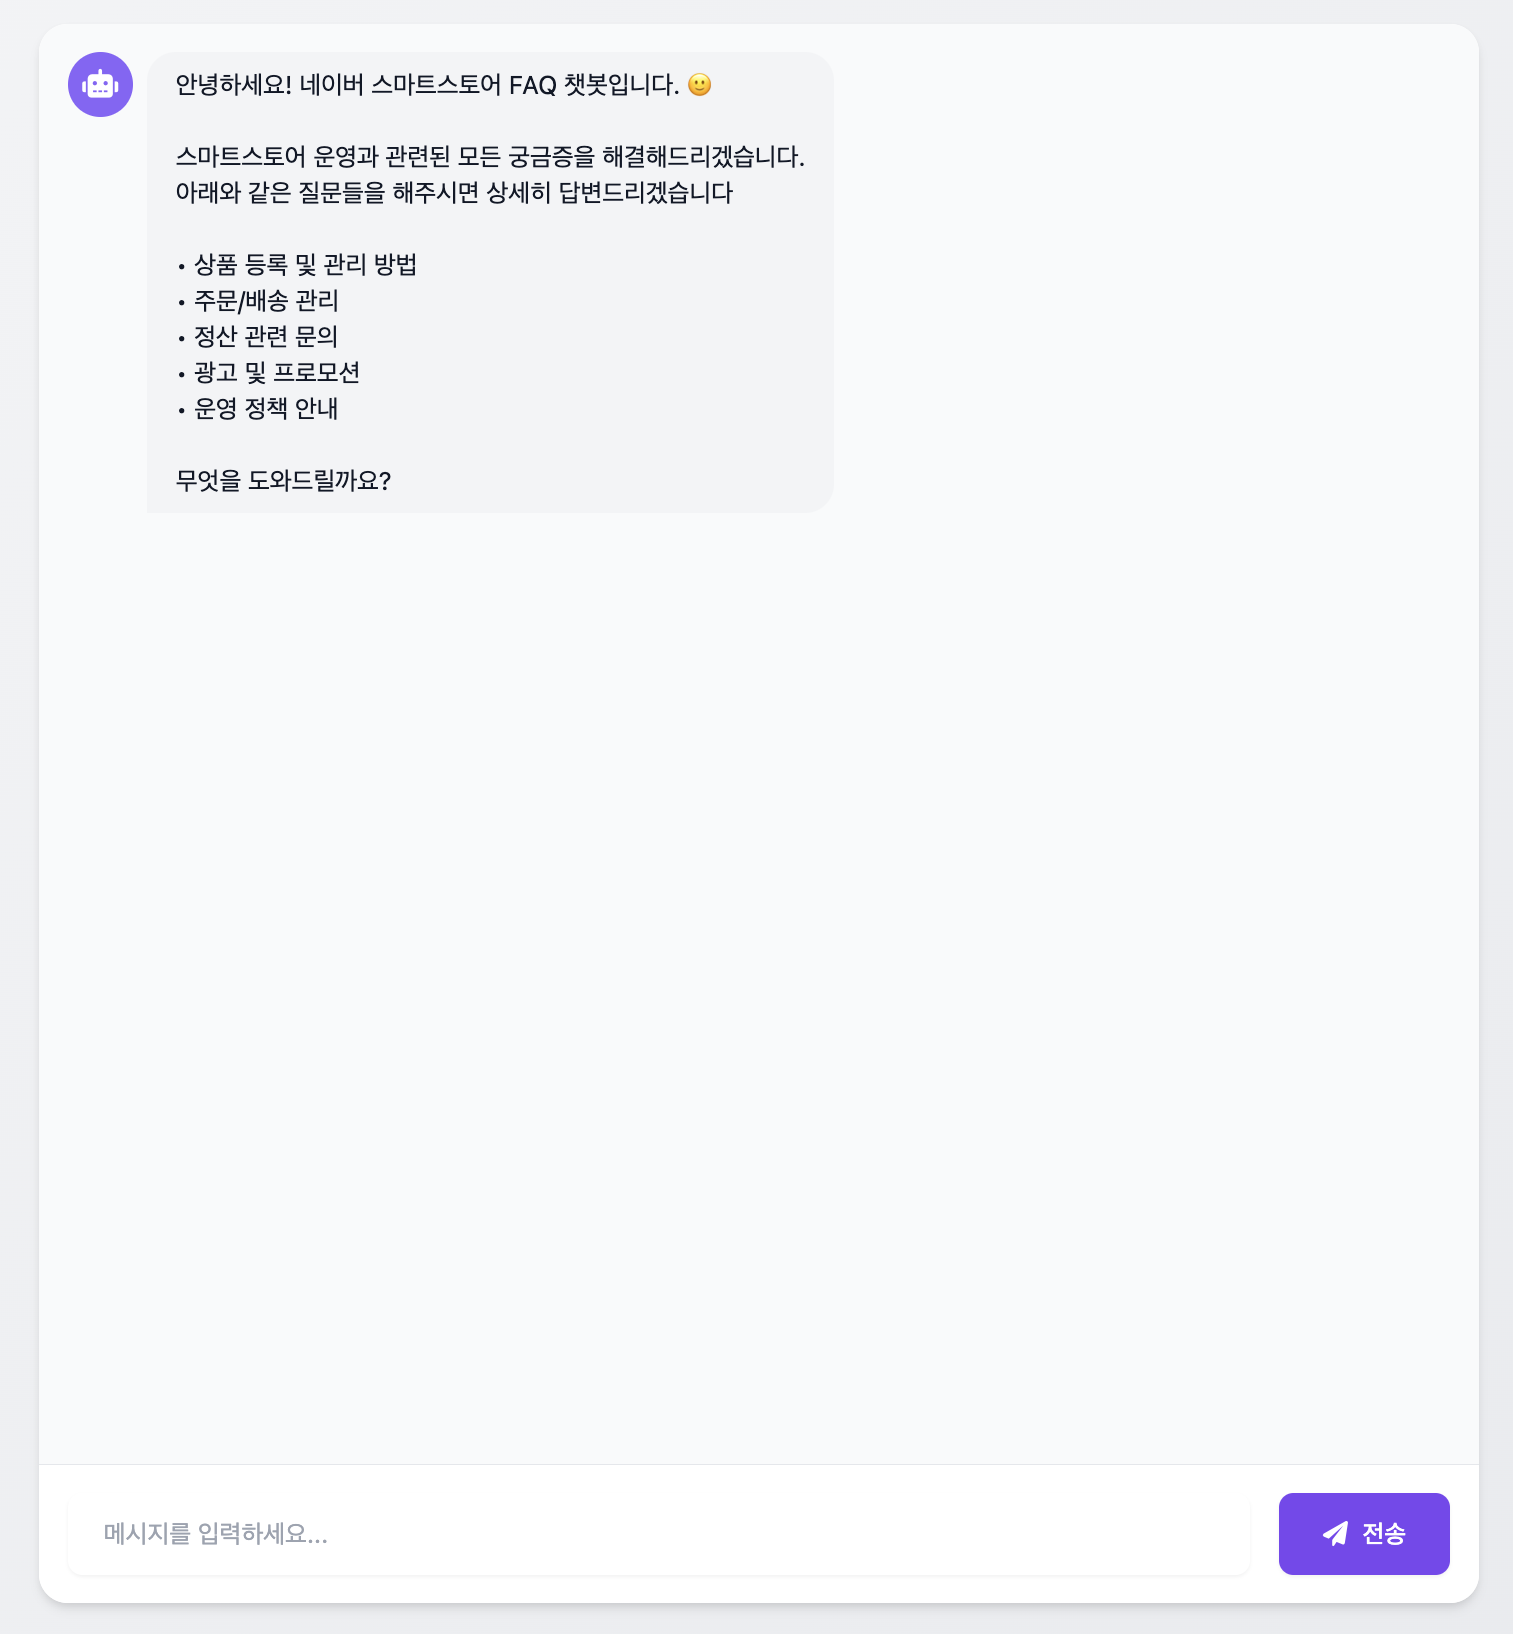 안녕하세요! 네이버 스마트스토어 FAQ 챗봇입니다. 🙂
스마트스토어 운영과 관련된 모든 궁금증을 해결해드리겠습니다.
아래와 같은 질문들을 해주시면 상세히 답변드리겠습니다
• 상품 등록 및 관리 방법
• 주문/배송 관리
• 정산 관련 문의
• 광고 및 프로모션
• 운영 정책 안내
무엇을 도와드릴까요?
메시지를 입력하세요...
전송